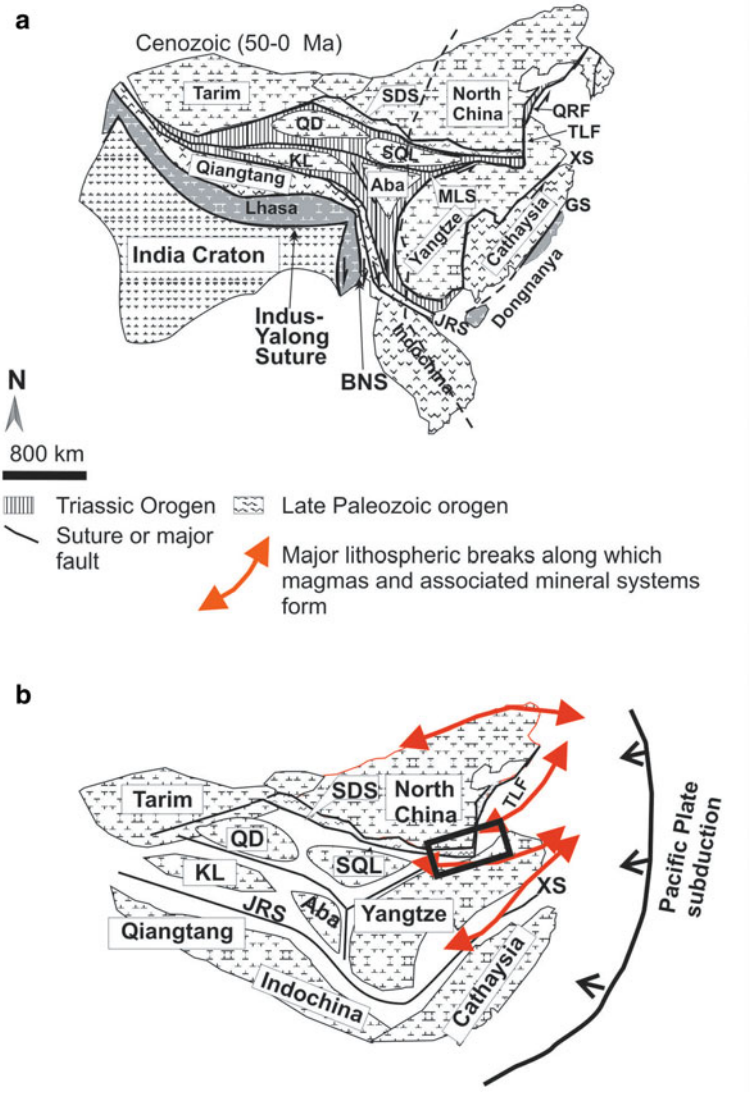 a
Cenozoic (50-0 Ma)
Tarim
SDS
North
China
QRF
TLF
QD
XS
KL
SQL
Qiangtang
Aba
MLS
GS
Lhasa
Yangtze
Cathaysia
India Craton
Dongnanya
JRS
Indus-
Yalong
Suture
Indochina
BNS
N
800 km
Triassic Orogen
Late Paleozoic orogen
Suture or major
fault
Major lithospheric breaks along which
magmas and associated mineral systems
form
b
Tarim
SDS
North
China
TLF
QD
SQL
KL
XS
JRS
Aba
Yangtze
Qiangtang
Indochina
Cathaysia
Pacific Plate
subduction